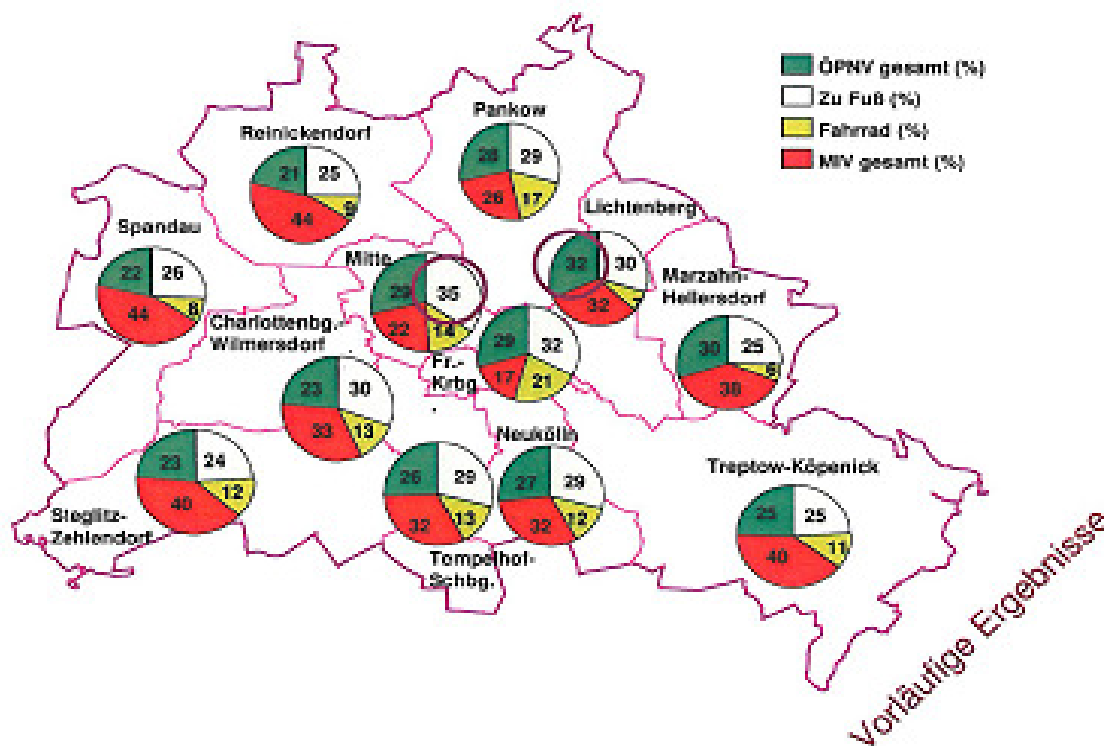 ÖPNV gesamt (%)
Zu Fuß (%)
Fahrrad (%)
MIV gesamt (%)
Pankow
28 29
26 17
Reinickendorf
21 25
44 9
Lichtenberg
32 30
32 7
Spandau
22 26
44 8
Mitte
29 35
22 14
Marzahn-
Hellersdorf
30 25
38 6
Charlottenbg.-
Wilmersdorf
23 30
33 13
Fr.-
Krbg.
29 32
17 21
Steglitz-
Zehlendorf
23 24
40 12
Tempelhof-
Schbg.
26 29
32 13
Neukölln
27 29
32 12
Treptow-Köpenick
25 25
40 11
Vorläufige Ergebnisse